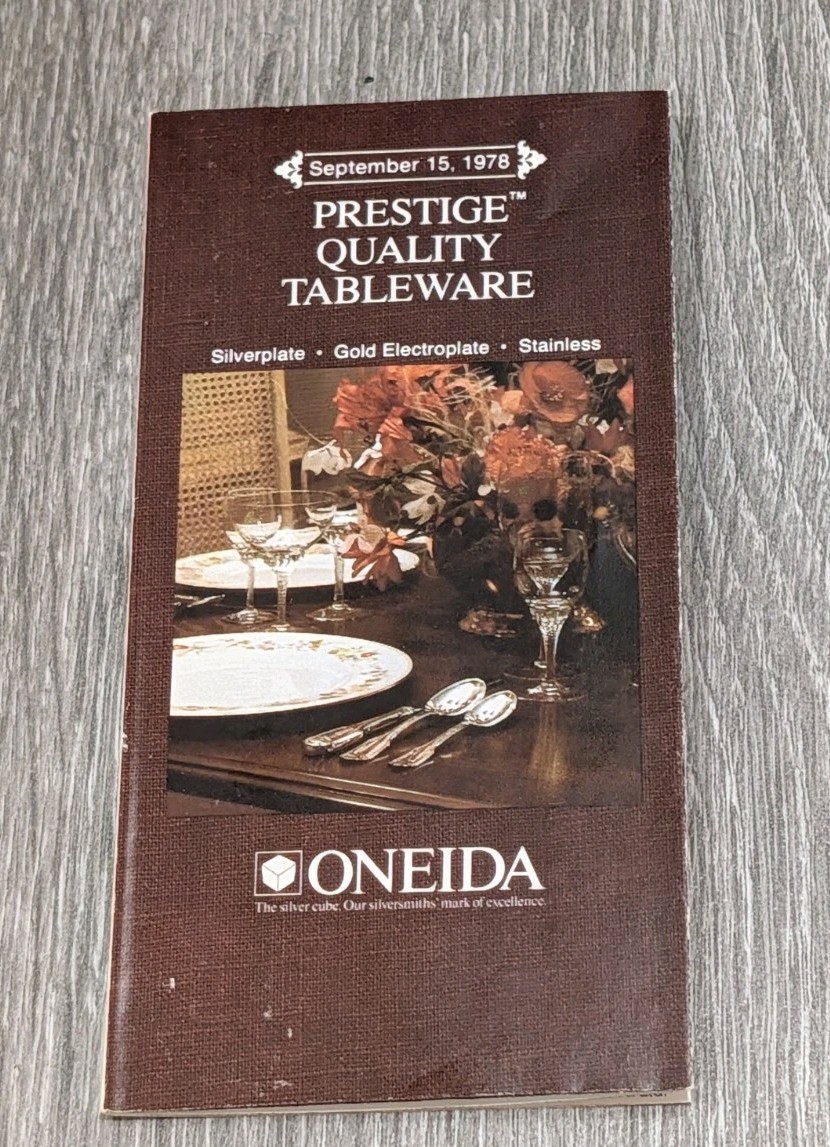 September 15, 1978
PRESTIGE™
QUALITY
TABLEWARE
Silverplate • Gold Electroplate • Stainless
ONEIDA
The silver cube. Our silversmiths' mark of excellence.